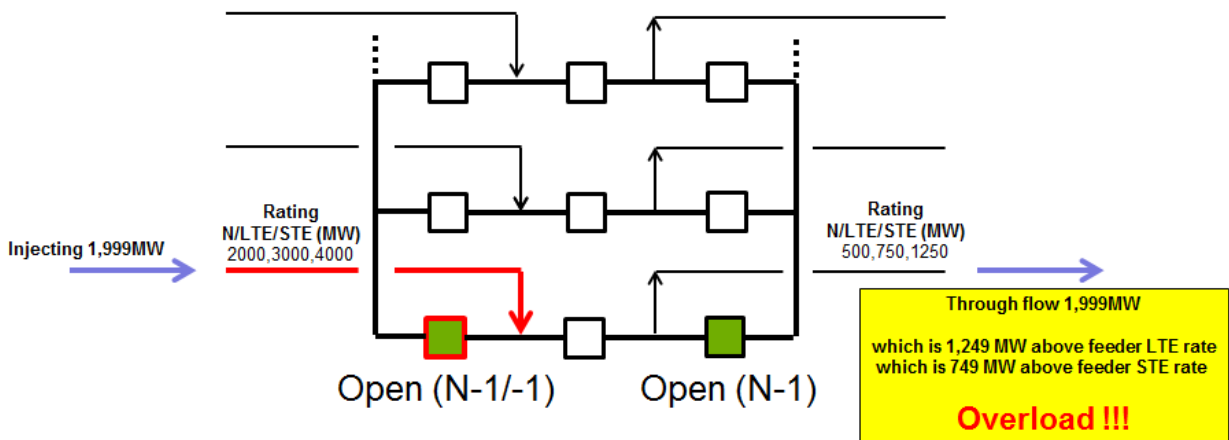 Injecting 1,999MW
Rating
N/LTE/STE (MW)
2000,3000,4000
Rating
N/LTE/STE (MW)
500,750,1250
Open (N-1/-1)
Open (N-1)
Through flow 1,999MW
which is 1,249 MW above feeder LTE rate
which is 749 MW above feeder STE rate
Overload !!!